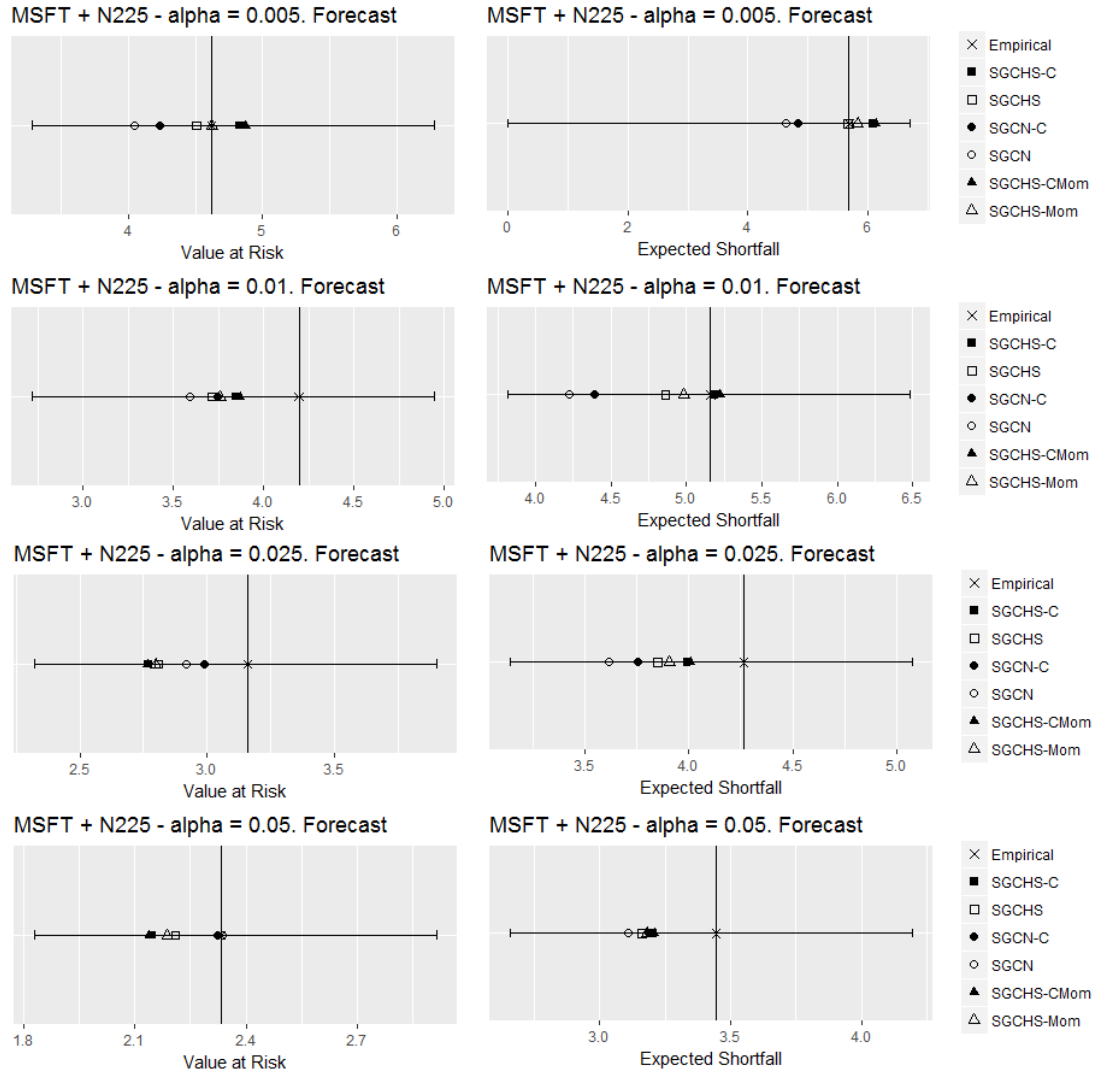 MSFT + N225 - alpha = 0.005. Forecast
4 5 6
Value at Risk
MSFT + N225 - alpha = 0.005. Forecast
0 2 4 6
Expected Shortfall
Empirical
SGCHS-C
SGCHS
SGCN-C
SGCN
SGCHS-CMom
SGCHS-Mom
MSFT + N225 - alpha = 0.01. Forecast
3.0 3.5 4.0 4.5 5.0
Value at Risk
MSFT + N225 - alpha = 0.01. Forecast
4.0 4.5 5.0 5.5 6.0 6.5
Expected Shortfall
Empirical
SGCHS-C
SGCHS
SGCN-C
SGCN
SGCHS-CMom
SGCHS-Mom
MSFT + N225 - alpha = 0.025. Forecast
2.5 3.0 3.5
Value at Risk
MSFT + N225 - alpha = 0.025. Forecast
3.5 4.0 4.5 5.0
Expected Shortfall
Empirical
SGCHS-C
SGCHS
SGCN-C
SGCN
SGCHS-CMom
SGCHS-Mom
MSFT + N225 - alpha = 0.05. Forecast
1.8 2.1 2.4 2.7
Value at Risk
MSFT + N225 - alpha = 0.05. Forecast
3.0 3.5 4.0
Expected Shortfall
Empirical
SGCHS-C
SGCHS
SGCN-C
SGCN
SGCHS-CMom
SGCHS-Mom